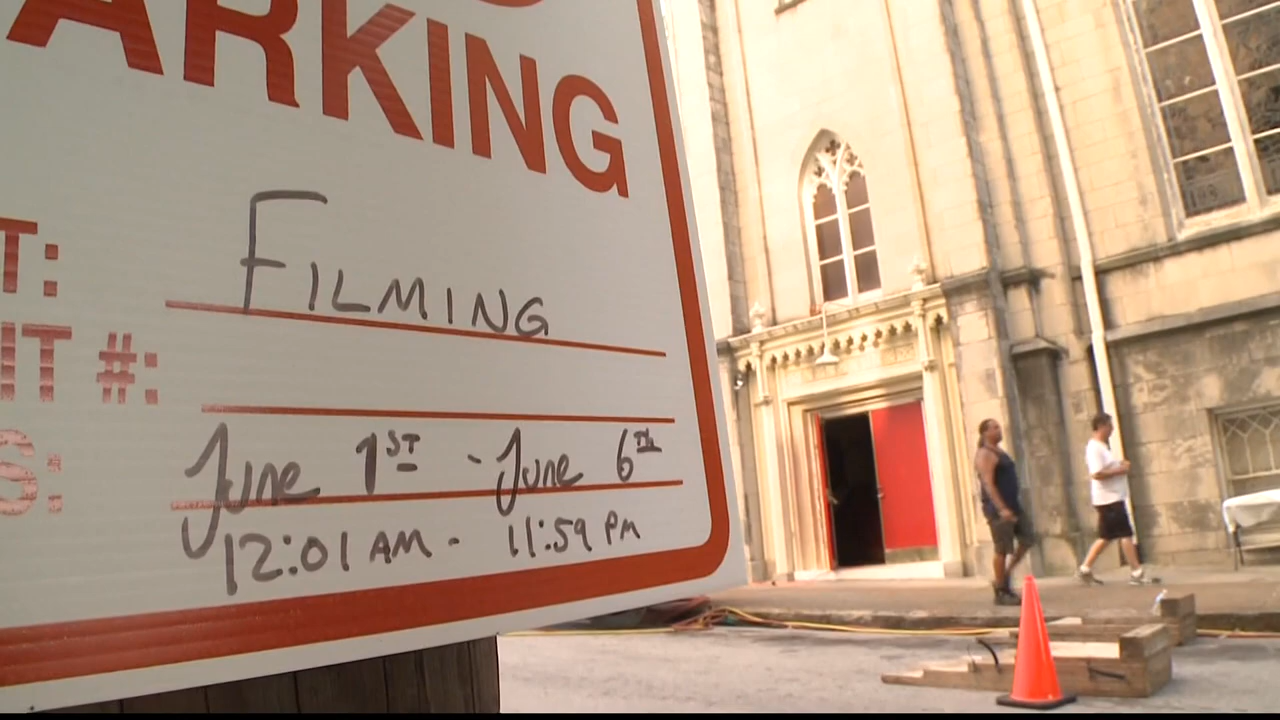 ARKING
T: FILMING
IT #:
S: June 1ST - June 6th
12:01 AM - 11:59 PM